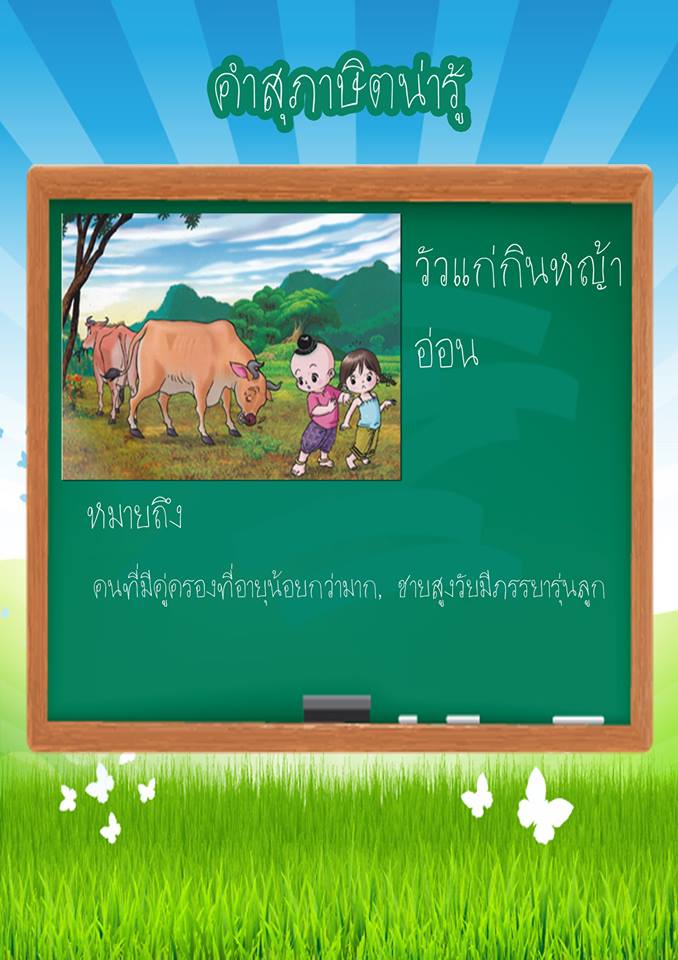 คำสุภาษิตน่ารู้
วัวแก่กินหญ้า
อ่อน
หมายถึง
คนที่มีคู่ครองที่อายุน้อยกว่ามาก, ชายสูงวัยมีภรรยารุ่นลูก